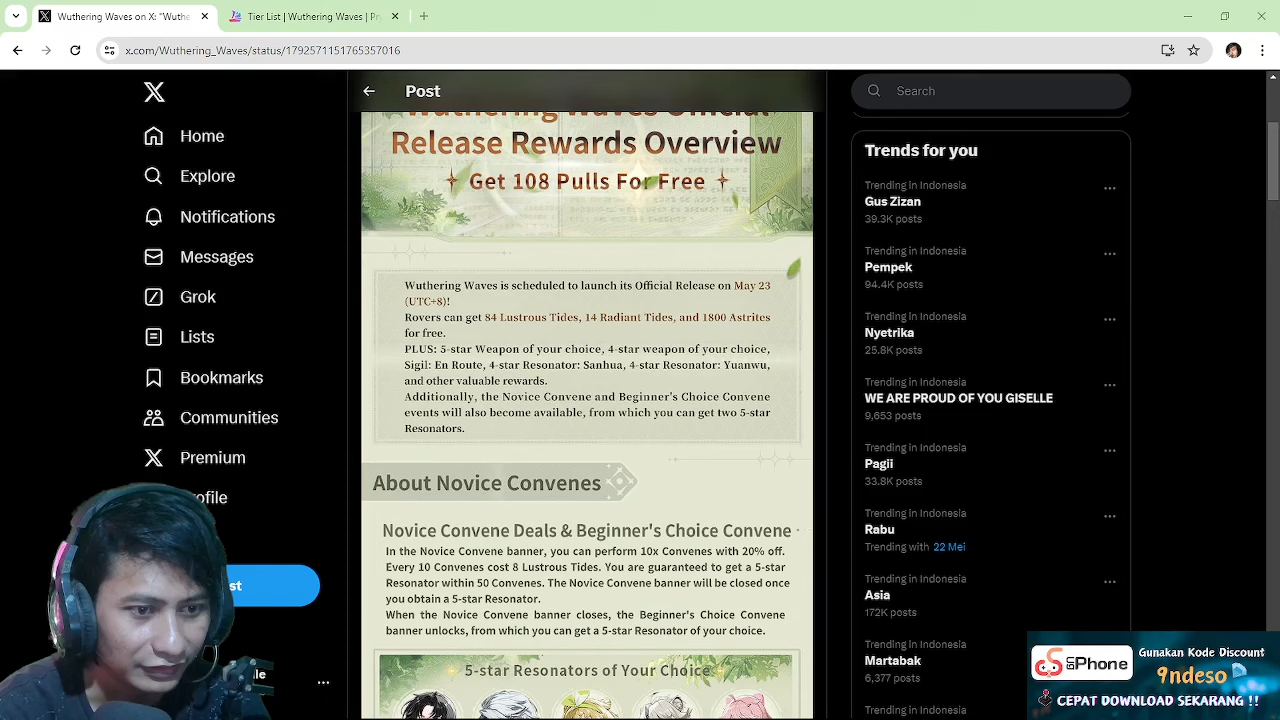 Wuthering Waves | Pr
x.com/Wuthering_Waves/status/1792571151765357016
Home
Explore
Notifications
Messages
Grok
Lists
Bookmarks
Communities
Premium
ofile
st
le
Post
Wuthering Waves Official
Release Rewards Overview
Get 108 Pulls For Free
Wuthering Waves is scheduled to launch its Official Release on May 23
(UTC+8)!
Rovers can get 84 Lustrous Tides, 14 Radiant Tides, and 1800 Astrites
for free.
PLUS: 5-star Weapon of your choice, 4-star weapon of your choice,
Sigil: En Route, 4-star Resonator: Sanhua, 4-star Resonator: Yuanwu,
and other valuable rewards.
Additionally, the Novice Convene and Beginner's Choice Convene
events will also become available, from which you can get two 5-star
Resonators.
About Novice Convenes
Novice Convene Deals & Beginner's Choice Convene ·
In the Novice Convene banner, you can perform 10x Convenes with 20% off.
Every 10 Convenes cost 8 Lustrous Tides. You are guaranteed to get a 5-star
Resonator within 50 Convenes. The Novice Convene banner will be closed once
you obtain a 5-star Resonator.
When the Novice Convene banner closes, the Beginner's Choice Convene
banner unlocks, from which you can get a 5-star Resonator of your choice.
5-star Resonators of Your Choice
Search
Trends for you
Trending in Indonesia
Gus Zizan
39.3K posts
Trending in Indonesia
Pempek
94.4K posts
Trending in Indonesia
Nyetrika
25.8K posts
Trending in Indonesia
WE ARE PROUD OF YOU GISELLE
9,653 posts
Trending in Indonesia
Pagii
33.8K posts
Trending in Indonesia
Rabu
Trending with 22 Mei
Trending in Indonesia
Asia
172K posts
Trending in Indonesia
Martabak
6,377 posts
Trending in Indonesia
Phone
Gunakan Kode Discount
9ndeso
CEPAT DOWNLOAD SEKARANG !!